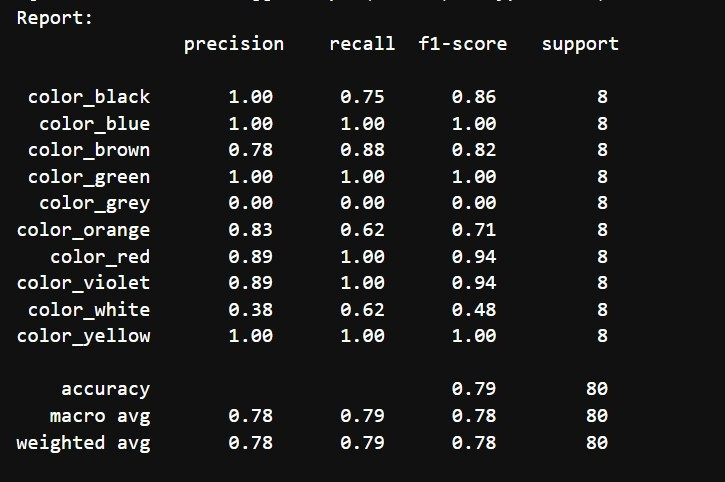 Report:
precision recall f1-score support
color_black 1.00 0.75 0.86 8
color_blue 1.00 1.00 1.00 8
color_brown 0.78 0.88 0.82 8
color_green 1.00 1.00 1.00 8
color_grey 0.00 0.00 0.00 8
color_orange 0.83 0.62 0.71 8
color_red 0.89 1.00 0.94 8
color_violet 0.89 1.00 0.94 8
color_white 0.38 0.62 0.48 8
color_yellow 1.00 1.00 1.00 8
accuracy 0.79 80
macro avg 0.78 0.79 0.78 80
weighted avg 0.78 0.79 0.78 80